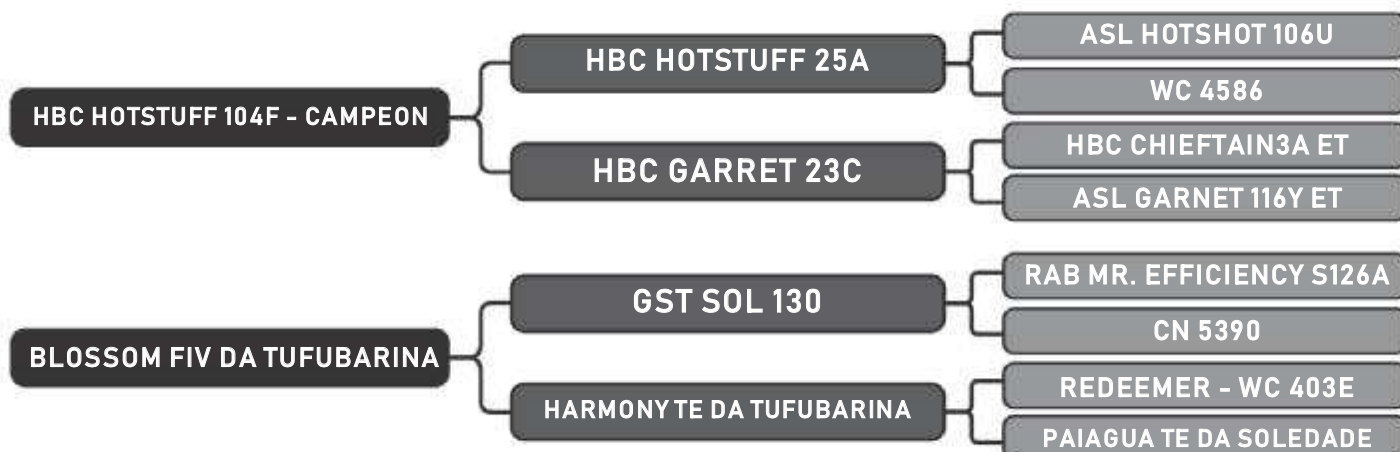 HBC HOTSTUFF 104F - CAMPEON
HBC HOTSTUFF 25A
HBC GARRET 23C
ASL HOTSHOT 106U
WC 4586
HBC CHIEFTAIN3A ET
ASL GARNET 116Y ET
BLOSSOM FIV DA TUFUBARINA
GST SOL 130
HARMONY TE DA TUFUBARINA
RAB MR. EFFICIENCY S126A
CN 5390
REDEEMER - WC 403E
PAIAGUA TE DA SOLEDADE